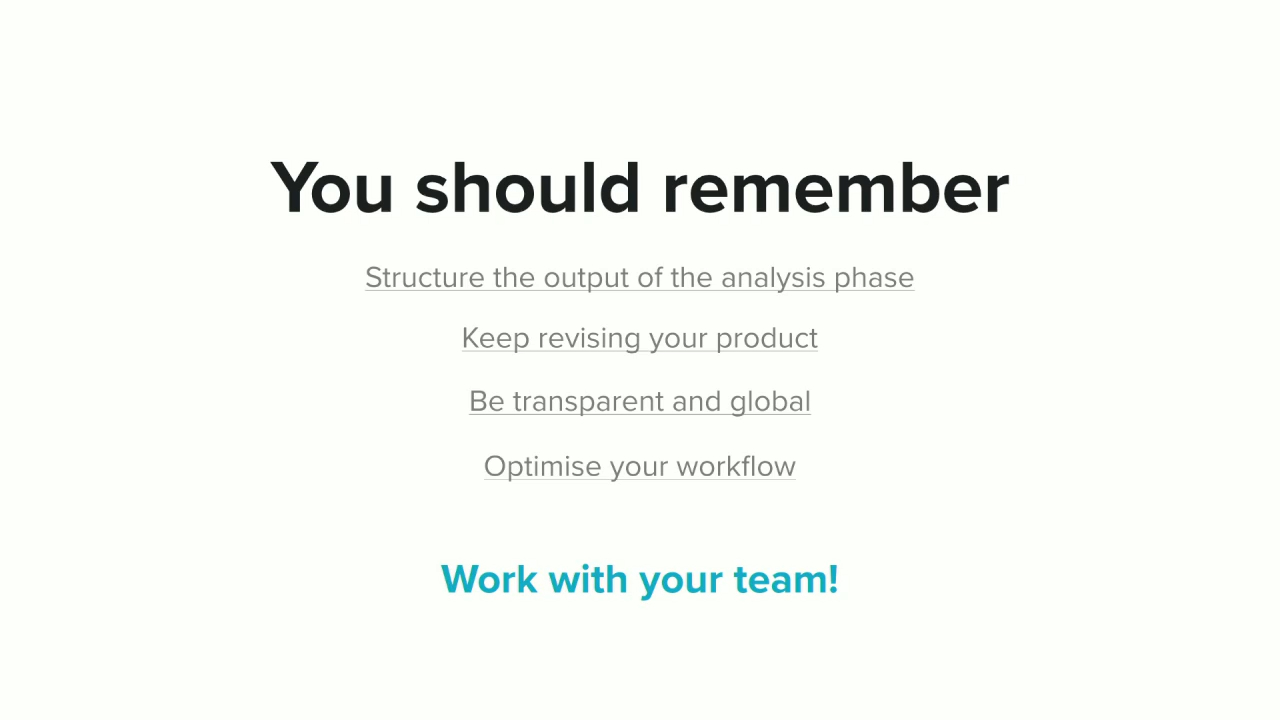 You should remember
Structure the output of the analysis phase
Keep revising your product
Be transparent and global
Optimise your workflow
Work with your team!